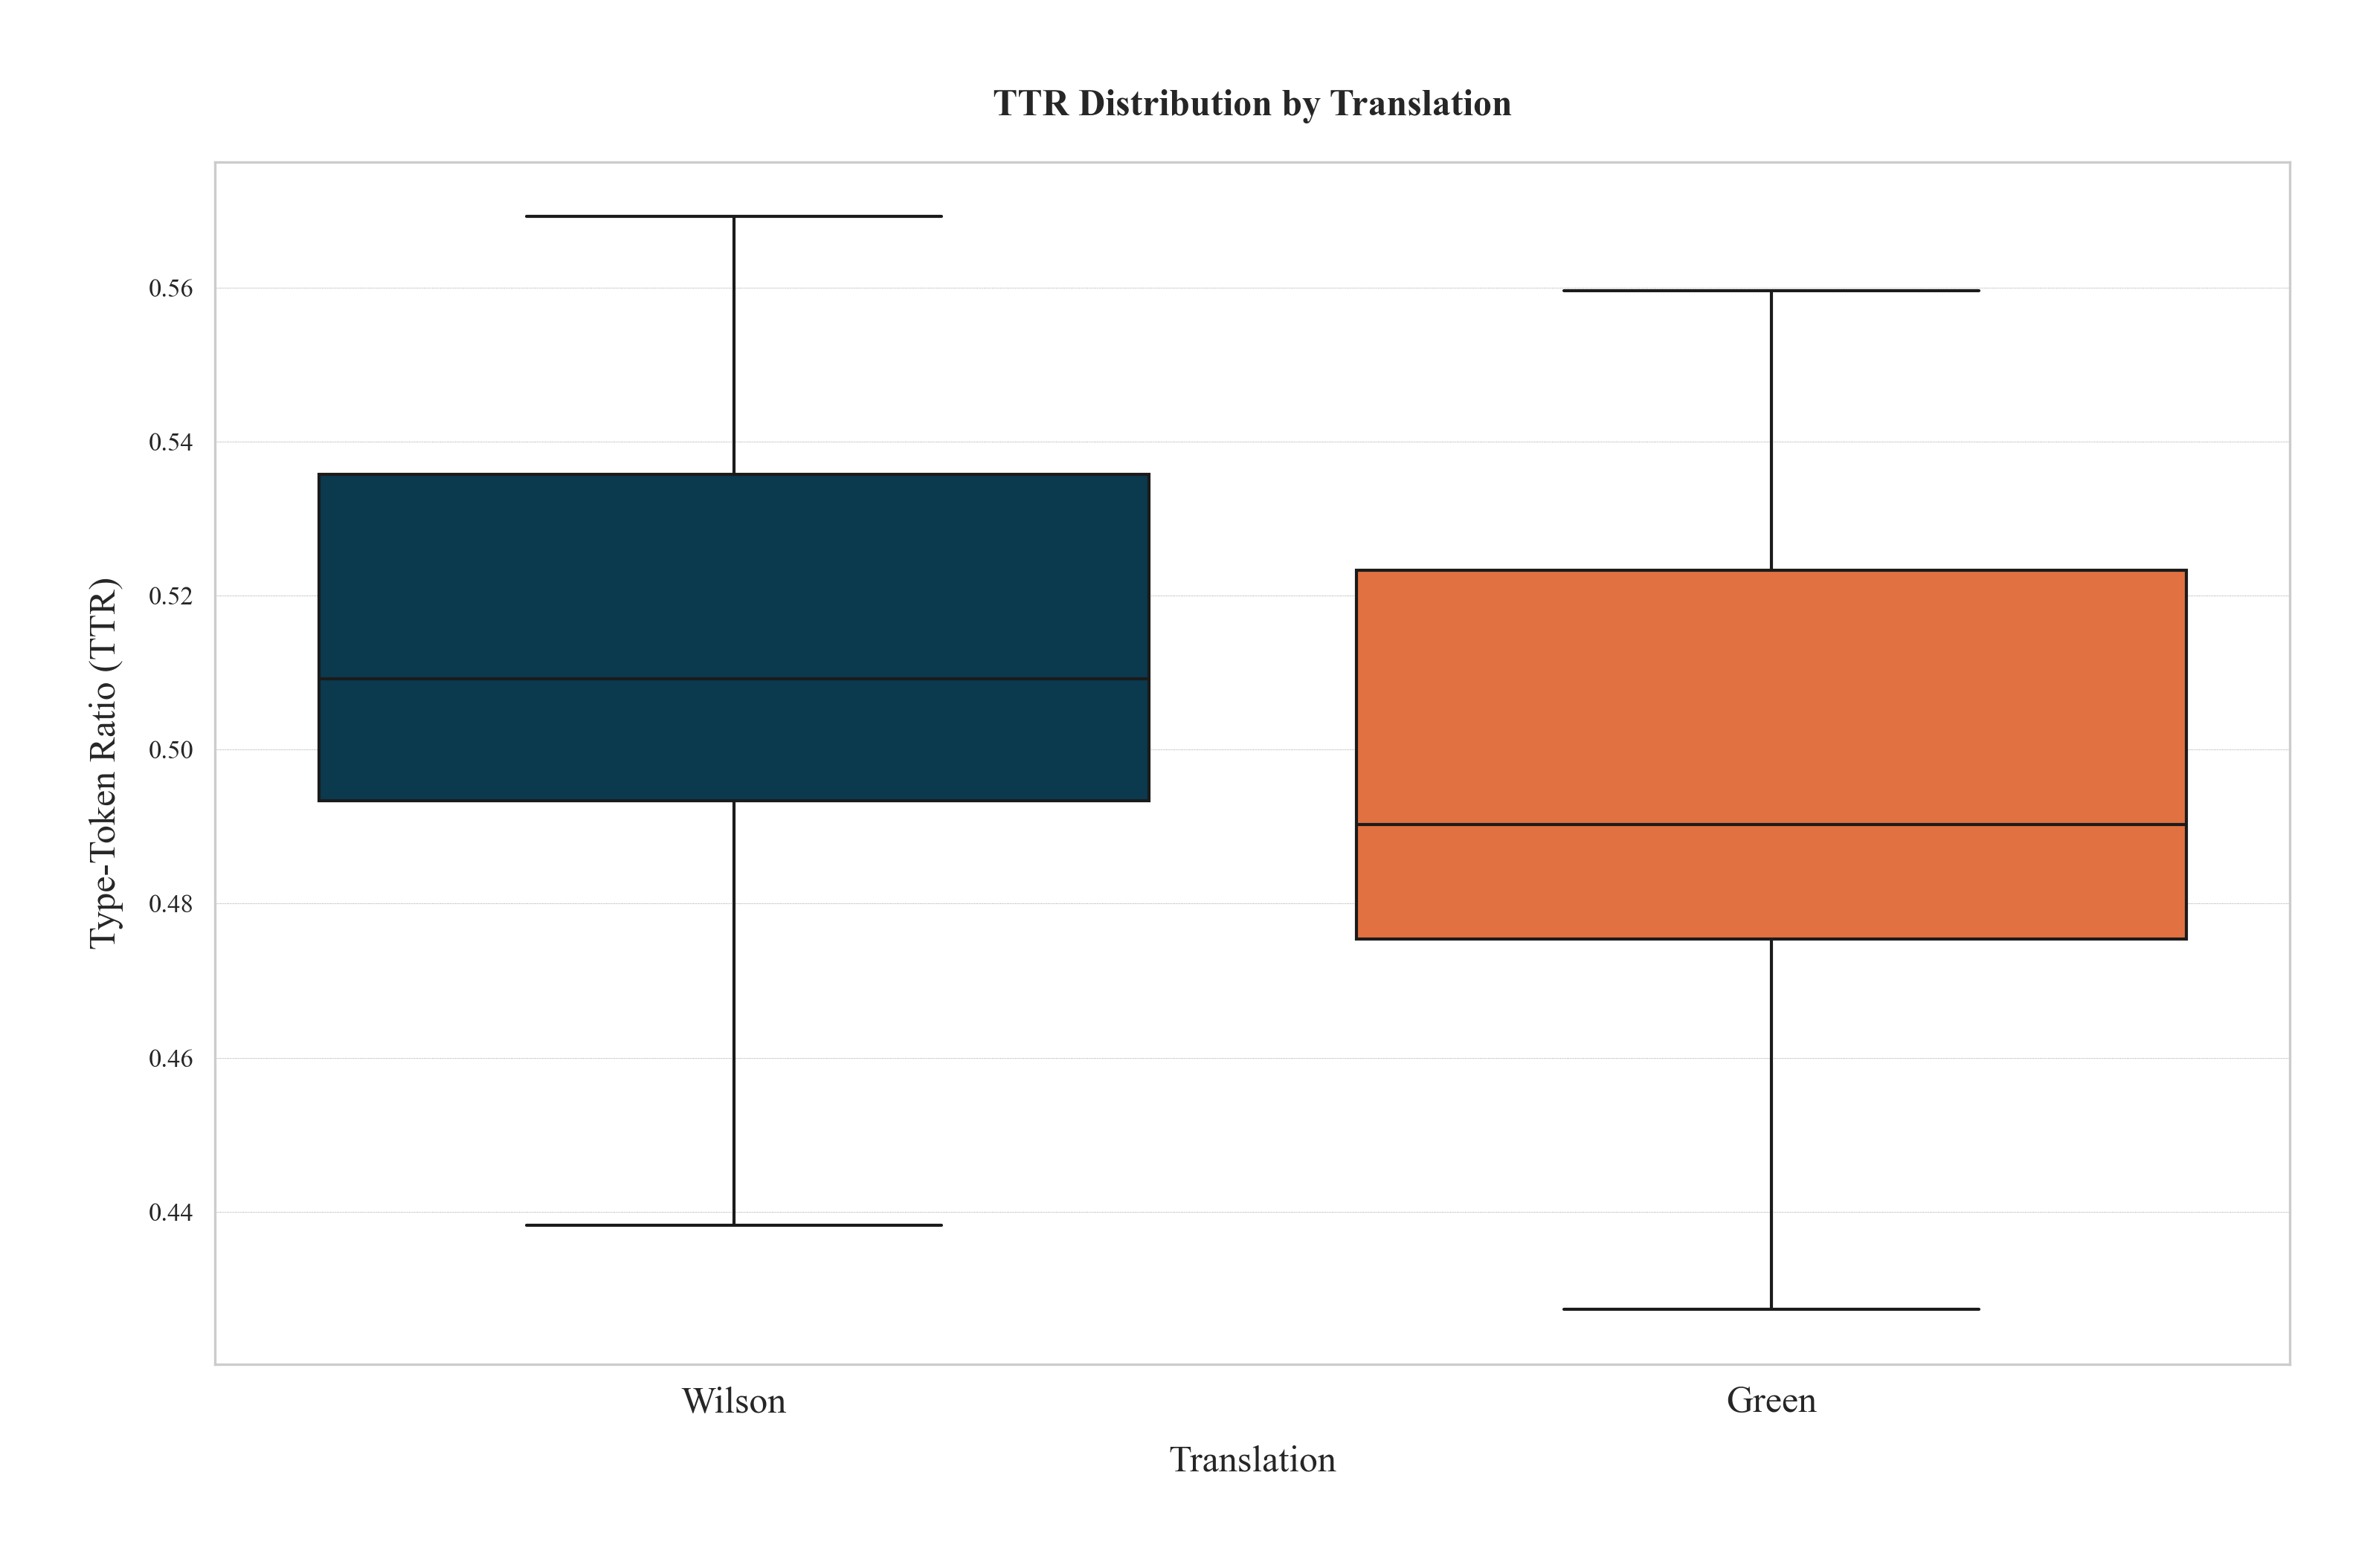 TTR Distribution by Translation
Type-Token Ratio (TTR)
0.56
0.54
0.52
0.50
0.48
0.46
0.44
Wilson
Green
Translation